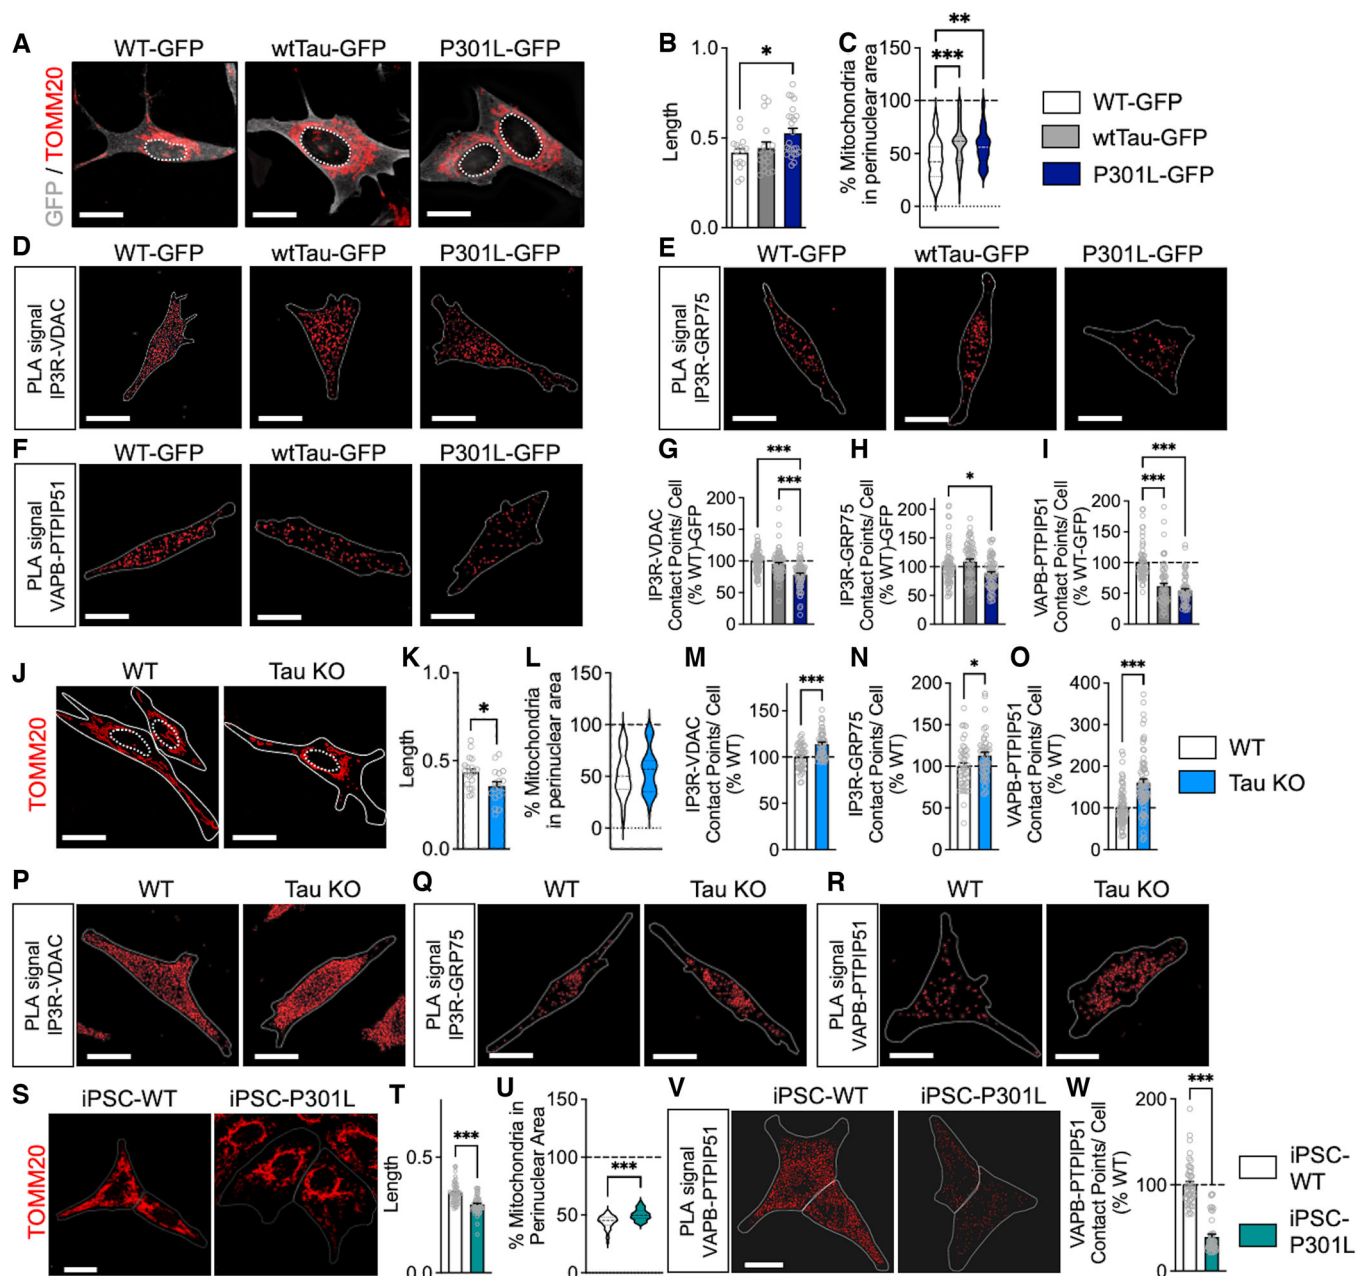 A
WT-GFP
wtTau-GFP
P301L-GFP
GFP / TOMM20
B
Length
1.0
0.5
0.0
*
C
% Mitochondria
in perinuclear area
150
100
50
0
***
**
WT-GFP
wtTau-GFP
P301L-GFP
D
WT-GFP
wtTau-GFP
P301L-GFP
PLA signal
IP3R-VDAC
E
WT-GFP
wtTau-GFP
P301L-GFP
PLA signal
IP3R-GRP75
F
WT-GFP
wtTau-GFP
P301L-GFP
PLA signal
VAPB-PTPIP51
G
IP3R-VDAC
Contact Points/ Cell
(% WT)-GFP
200
150
100
50
0
***
***
H
IP3R-GRP75
Contact Points/ Cell
(% WT)-GFP
200
150
100
50
0
*
I
VAPB-PTPIP51
Contact Points/ Cell
(% WT-GFP)
200
150
100
50
0
***
***
J
WT
Tau KO
TOMM20
K
Length
1.0
0.5
0.0
*
L
% Mitochondria
in perinuclear area
150
100
50
0
M
IP3R-VDAC
Contact Points/ Cell
(% WT)
150
100
50
0
***
N
IP3R-GRP75
Contact Points/ Cell
(% WT)
200
150
100
50
0
*
O
VAPB-PTPIP51
Contact Points/ Cell
(% WT)
400
300
200
100
0
***
WT
Tau KO
P
WT
Tau KO
PLA signal
IP3R-VDAC
Q
WT
Tau KO
PLA signal
IP3R-GRP75
R
WT
Tau KO
PLA signal
VAPB-PTPIP51
S
iPSC-WT
iPSC-P301L
TOMM20
T
Length
0.5
0.0
***
U
% Mitochondria in
Perinuclear Area
150
100
50
0
***
V
iPSC-WT
iPSC-P301L
PLA signal
VAPB-PTPIP51
W
VAPB-PTPIP51
Contact Points/ Cell
(% WT)
200
100
0
***
iPSC-
WT
iPSC-
P301L